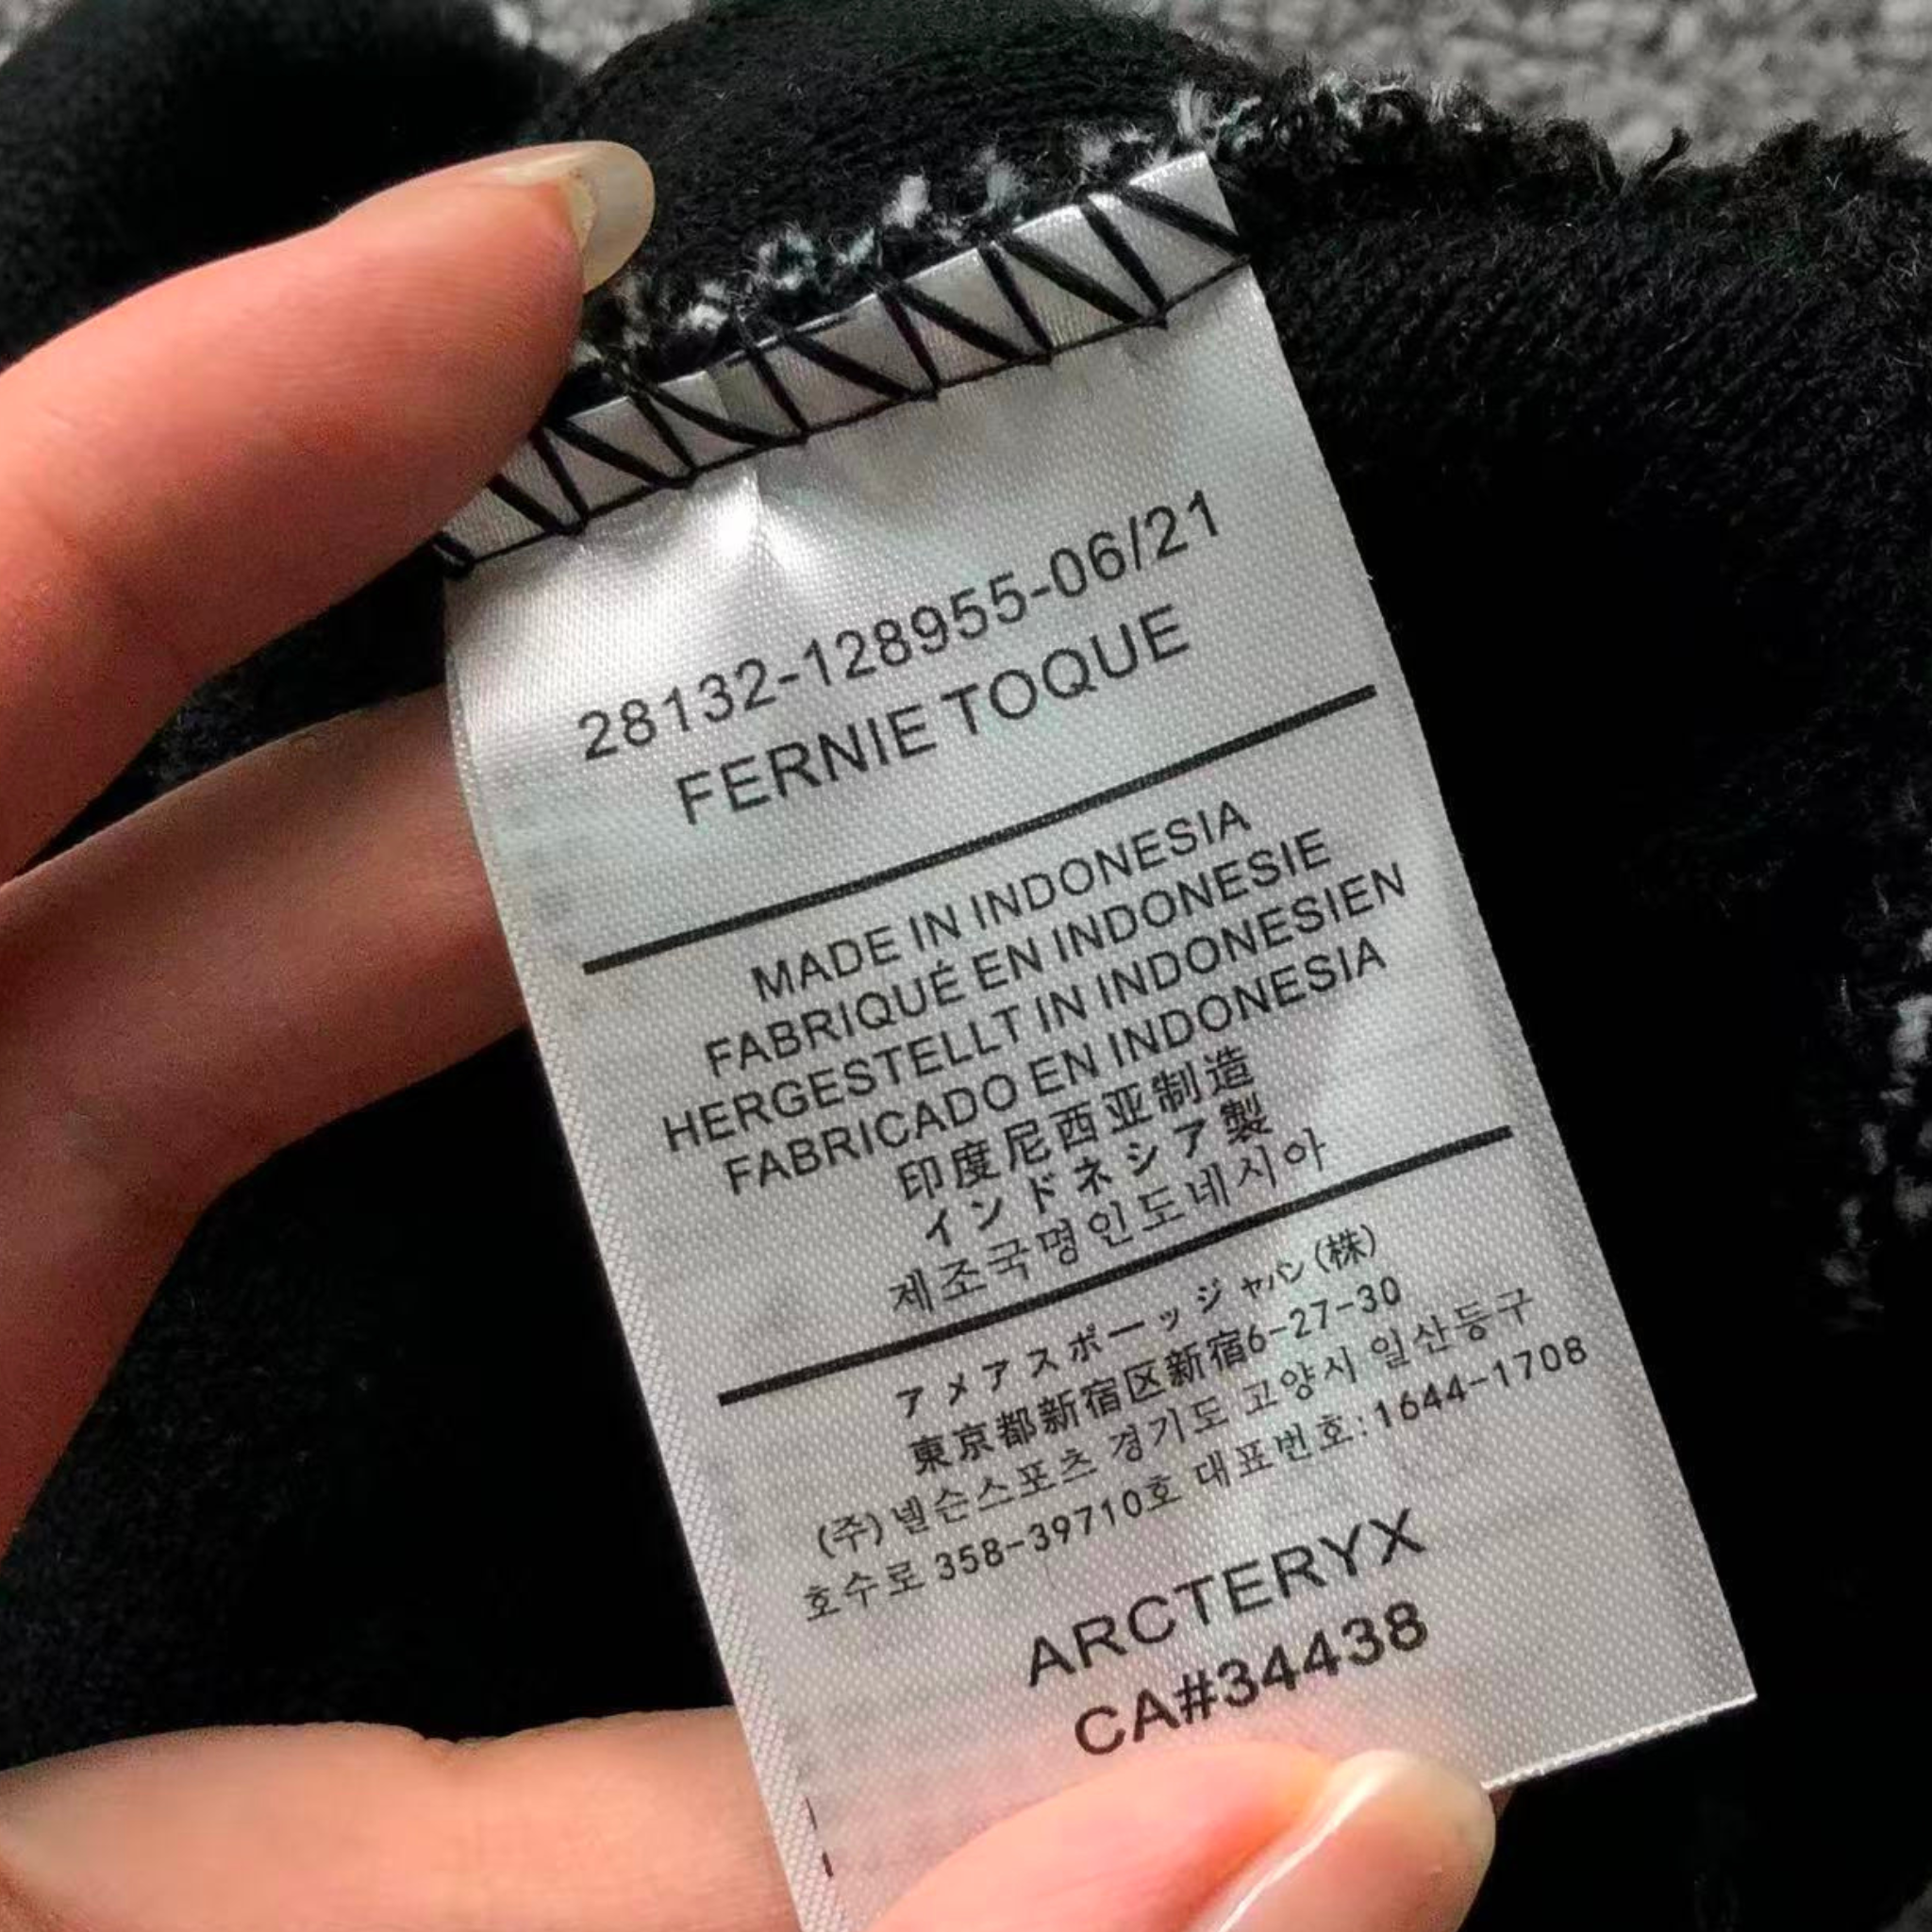 28132-128955-06/21
FERNIE TOQUE
MADE IN INDONESIA
FABRIQUÉ EN INDONESIE
HERGESTELLT IN INDONESIEN
FABRICADO EN INDONESIA
印度尼西亚制造
インドネシア製
제조국명인도네시아
アメアスポーッジャパン(株)
東京都新宿区新宿6-27-30
(주)넬슨스포츠 경기도 고양시 일산등구
호수로 358-39710호 대표번호:1644-1708
ARCTERYX
CA#34438